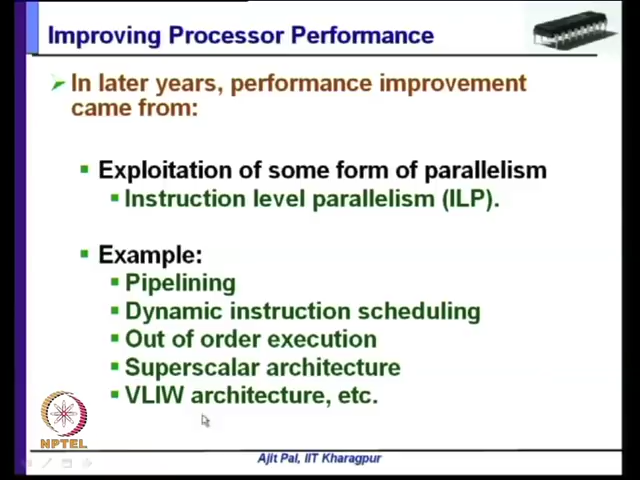 Improving Processor Performance
In later years, performance improvement
came from:
Exploitation of some form of parallelism
Instruction level parallelism (ILP).
Example:
Pipelining
Dynamic instruction scheduling
Out of order execution
Superscalar architecture
VLIW architecture, etc.
NPTEL
Ajit Pal, IIT Kharagpur